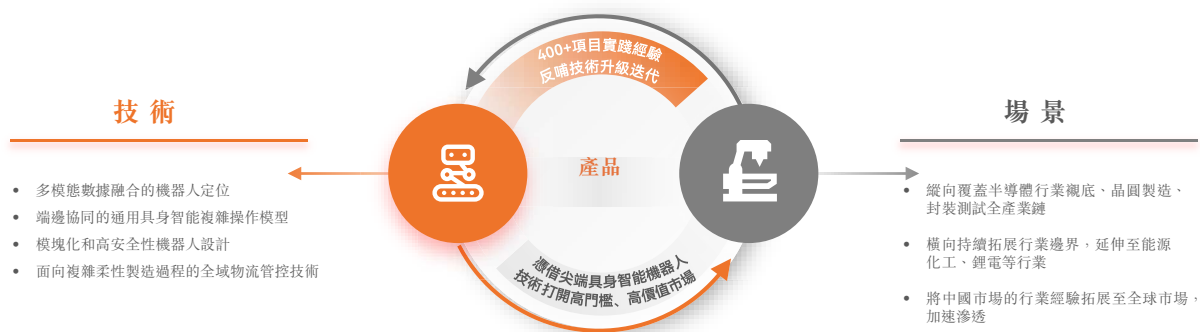 技術
• 多模態數據融合的機器人定位
• 端邊協同的通用具身智能複雜操作模型
• 模塊化和高安全性機器人設計
• 面向複雜柔性製造過程的全域物流管控技術
400+項目實踐經驗
反哺技術升級迭代
產品
憑借尖端具身智能機器人
技術打開高門檻、高價值市場
場景
• 縱向覆蓋半導體行業襯底、晶圓製造、
封裝測試全產業鏈
• 橫向持續拓展行業邊界，延伸至能源
化工、鋰電等行業
• 將中國市場的行業經驗拓展至全球市場，
加速滲透